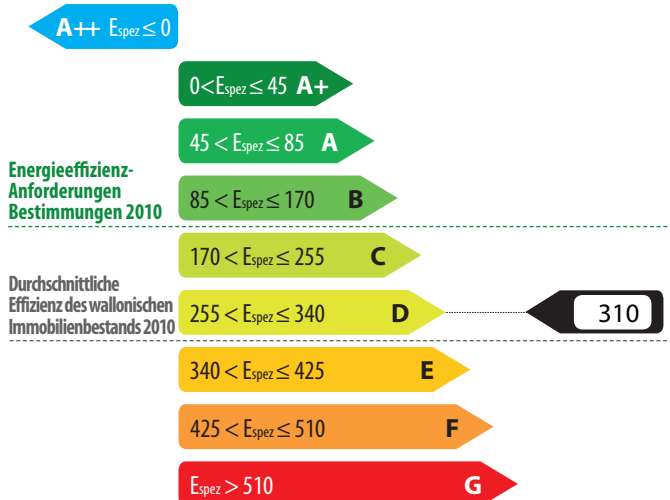 A++ Espez ≤ 0
0 < Espez ≤ 45 A+
45 < Espez ≤ 85 A
Energieeffizienz-
Anforderungen
Bestimmungen 2010
85 < Espez ≤ 170 B
170 < Espez ≤ 255 C
Durchschnittliche
Effizienz des wallonischen
Immobilienbestands 2010
255 < Espez ≤ 340 D
310
340 < Espez ≤ 425 E
425 < Espez ≤ 510 F
Espez > 510 G